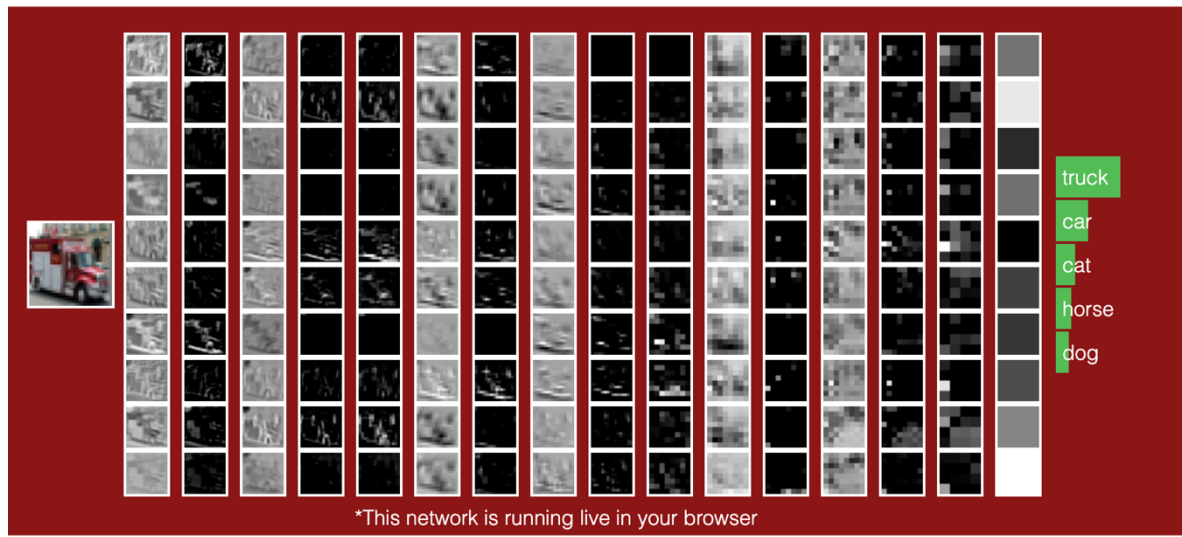 truck
car
cat
horse
dog
*This network is running live in your browser